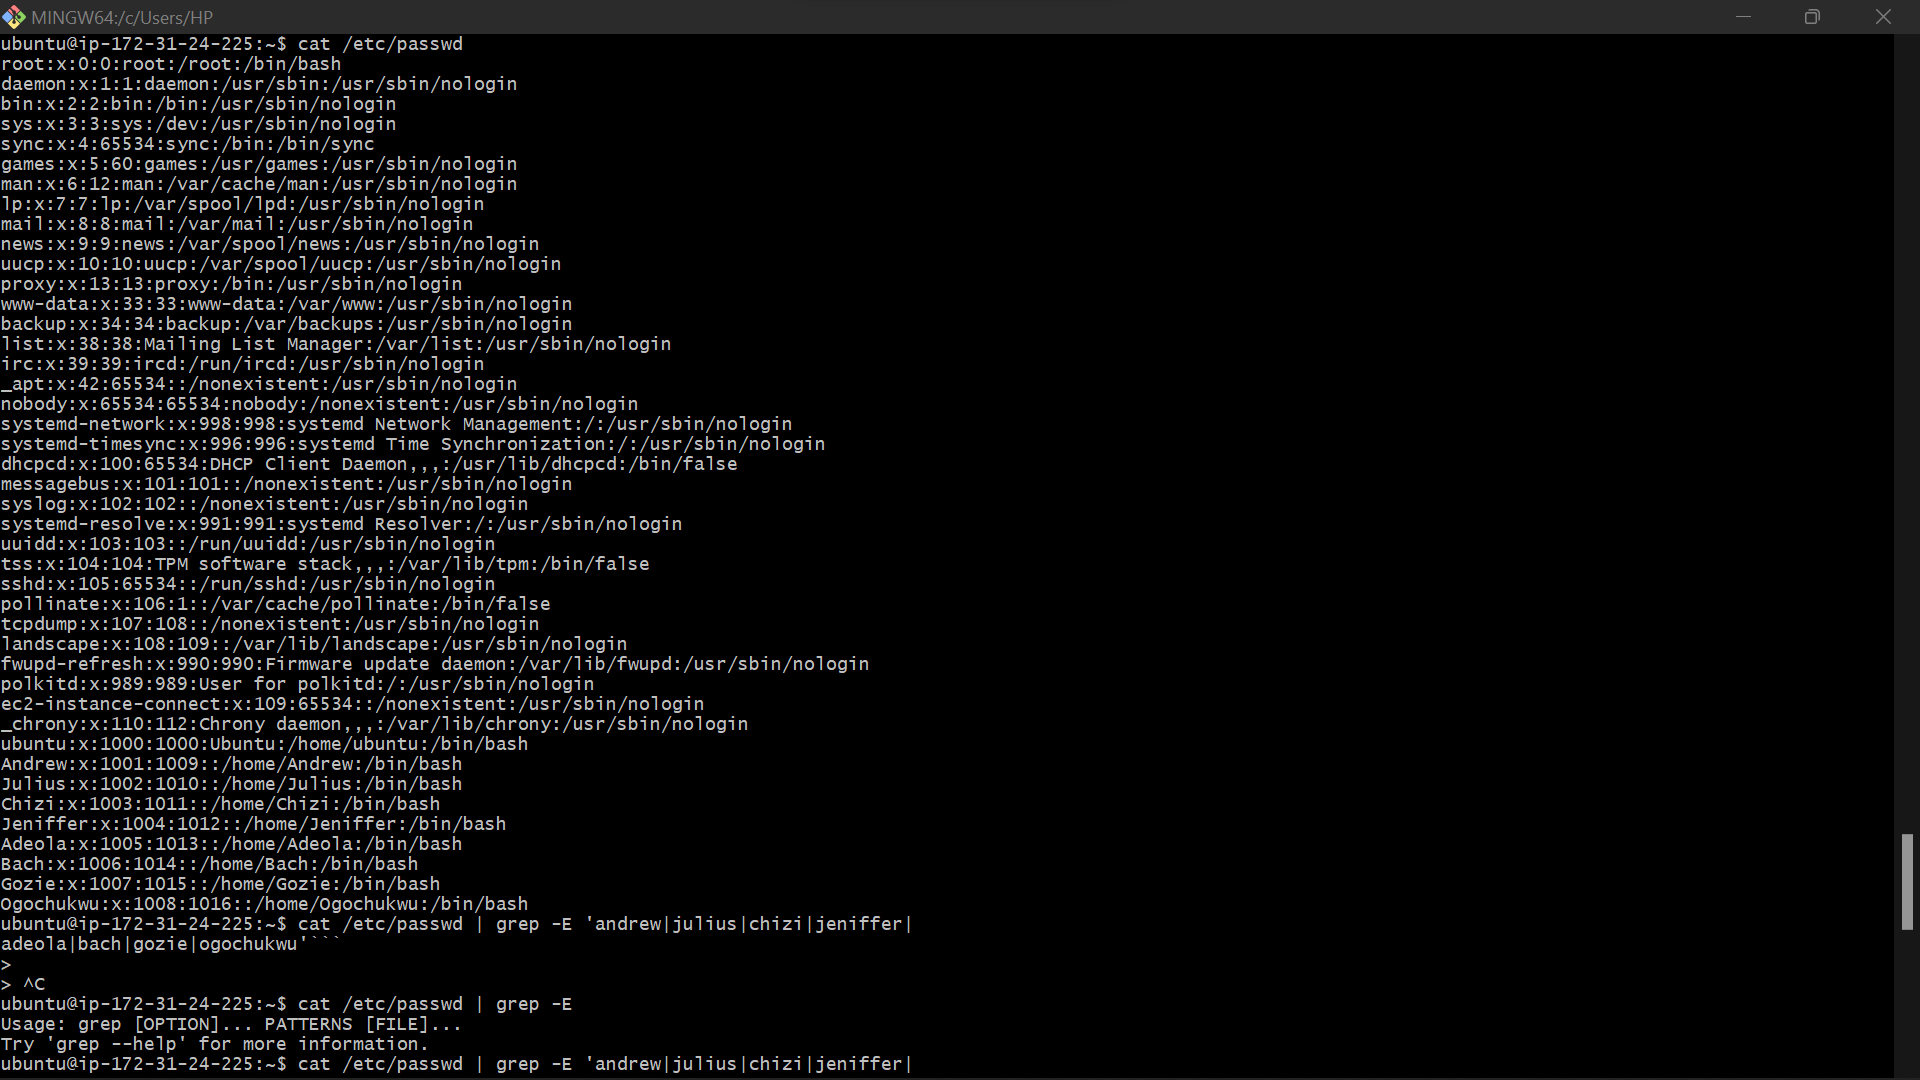 MINGW64:/c/Users/HP
ubuntu@ip-172-31-24-225:~$ cat /etc/passwd
root:x:0:0:root:/root:/bin/bash
daemon:x:1:1:daemon:/usr/sbin:/usr/sbin/nologin
bin:x:2:2:bin:/bin:/usr/sbin/nologin
sys:x:3:3:sys:/dev:/usr/sbin/nologin
sync:x:4:65534:sync:/bin:/bin/sync
games:x:5:60:games:/usr/games:/usr/sbin/nologin
man:x:6:12:man:/var/cache/man:/usr/sbin/nologin
lp:x:7:7:lp:/var/spool/lpd:/usr/sbin/nologin
mail:x:8:8:mail:/var/mail:/usr/sbin/nologin
news:x:9:9:news:/var/spool/news:/usr/sbin/nologin
uucp:x:10:10:uucp:/var/spool/uucp:/usr/sbin/nologin
proxy:x:13:13:proxy:/bin:/usr/sbin/nologin
www-data:x:33:33:www-data:/var/www:/usr/sbin/nologin
backup:x:34:34:backup:/var/backups:/usr/sbin/nologin
list:x:38:38:Mailing List Manager:/var/list:/usr/sbin/nologin
irc:x:39:39:ircd:/run/ircd:/usr/sbin/nologin
_apt:x:42:65534::/nonexistent:/usr/sbin/nologin
nobody:x:65534:65534:nobody:/nonexistent:/usr/sbin/nologin
systemd-network:x:998:998:systemd Network Management:/:/usr/sbin/nologin
systemd-timesync:x:996:996:systemd Time Synchronization:/:/usr/sbin/nologin
dhcpcd:x:100:65534:DHCP Client Daemon,,,:/usr/lib/dhcpcd:/bin/false
messagebus:x:101:101::/nonexistent:/usr/sbin/nologin
syslog:x:102:102::/nonexistent:/usr/sbin/nologin
systemd-resolve:x:991:991:systemd Resolver:/:/usr/sbin/nologin
uuidd:x:103:103::/run/uuidd:/usr/sbin/nologin
tss:x:104:104:TPM software stack,,,:/var/lib/tpm:/bin/false
sshd:x:105:65534::/run/sshd:/usr/sbin/nologin
pollinate:x:106:1::/var/cache/pollinate:/bin/false
tcpdump:x:107:108::/nonexistent:/usr/sbin/nologin
landscape:x:108:109::/var/lib/landscape:/usr/sbin/nologin
fwupd-refresh:x:990:990:Firmware update daemon:/var/lib/fwupd:/usr/sbin/nologin
polkitd:x:989:989:User for polkitd:/:/usr/sbin/nologin
ec2-instance-connect:x:109:65534::/nonexistent:/usr/sbin/nologin
_chrony:x:110:112:Chrony daemon,,,:/var/lib/chrony:/usr/sbin/nologin
ubuntu:x:1000:1000:Ubuntu:/home/ubuntu:/bin/bash
Andrew:x:1001:1009::/home/Andrew:/bin/bash
Julius:x:1002:1010::/home/Julius:/bin/bash
Chizi:x:1003:1011::/home/Chizi:/bin/bash
Jeniffer:x:1004:1012::/home/Jeniffer:/bin/bash
Adeola:x:1005:1013::/home/Adeola:/bin/bash
Bach:x:1006:1014::/home/Bach:/bin/bash
Gozie:x:1007:1015::/home/Gozie:/bin/bash
Ogochukwu:x:1008:1016::/home/Ogochukwu:/bin/bash
ubuntu@ip-172-31-24-225:~$ cat /etc/passwd | grep -E 'andrew|julius|chizi|jeniffer|
adeola|bach|gozie|ogochukwu'```
>
> ^C
ubuntu@ip-172-31-24-225:~$ cat /etc/passwd | grep -E
Usage: grep [OPTION]... PATTERNS [FILE]...
Try 'grep --help' for more information.
ubuntu@ip-172-31-24-225:~$ cat /etc/passwd | grep -E 'andrew|julius|chizi|jeniffer|